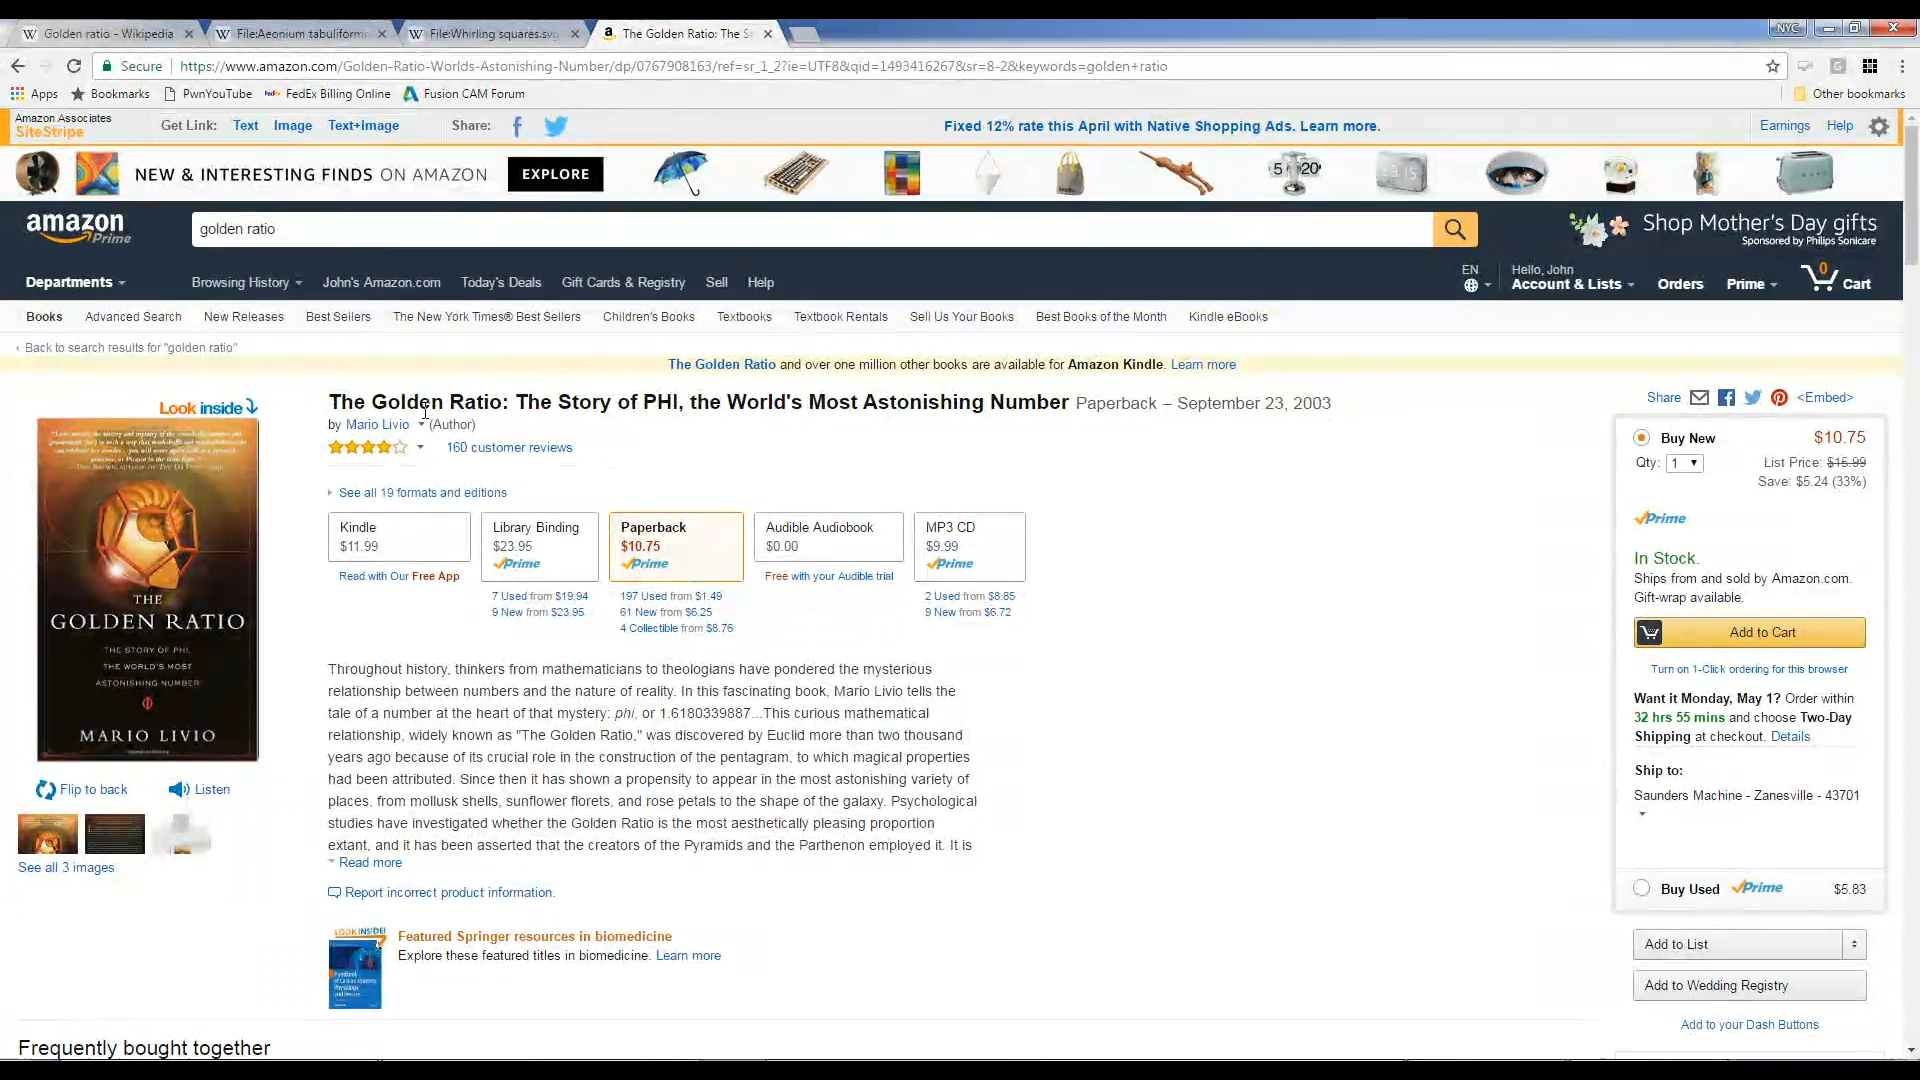 Golden ratio - Wikipedia
File:Aeonium tabuliform
File:Whirling squares.sv
The Golden Ratio: The S
NYC
Secure
https://www.amazon.com/Golden-Ratio-Worlds-Astonishing-Number/dp/0767908163/ref=sr_1_2?ie=UTF8&qid=1493416267&sr=8-2&keywords=golden+ratio
Apps Bookmarks PwnYouTube FedEx Billing Online Fusion CAM Forum Other bookmarks
Amazon Associates
SiteStripe
Get Link: Text Image Text+Image Share:
Fixed 12% rate this April with Native Shopping Ads. Learn more.
Earnings Help
NEW & INTERESTING FINDS ON AMAZON EXPLORE
amazon
Prime
golden ratio
Shop Mother's Day gifts
Sponsored by Philips Sonicare
Departments Browsing History John's Amazon.com Today's Deals Gift Cards & Registry Sell Help
EN
Hello, John
Account & Lists Orders Prime 0 Cart
Books Advanced Search New Releases Best Sellers The New York Times® Best Sellers Children's Books Textbooks Textbook Rentals Sell Us Your Books Best Books of the Month Kindle eBooks
‹ Back to search results for "golden ratio"
The Golden Ratio and over one million other books are available for Amazon Kindle. Learn more
Look inside
THE
GOLDEN RATIO
THE STORY OF PHI,
THE WORLD'S MOST
ASTONISHING NUMBER
MARIO LIVIO
Flip to back Listen
See all 3 images
The Golden Ratio: The Story of PHI, the World's Most Astonishing Number Paperback – September 23, 2003
by Mario Livio (Author)
160 customer reviews
See all 19 formats and editions
Kindle
$11.99
Read with Our Free App
Library Binding
$23.95
Prime
7 Used from $19.94
9 New from $23.95
Paperback
$10.75
Prime
197 Used from $1.49
61 New from $6.25
4 Collectible from $8.76
Audible Audiobook
$0.00
Free with your Audible trial
MP3 CD
$9.99
Prime
2 Used from $8.85
9 New from $6.72
Throughout history, thinkers from mathematicians to theologians have pondered the mysterious
relationship between numbers and the nature of reality. In this fascinating book, Mario Livio tells the
tale of a number at the heart of that mystery: phi, or 1.6180339887...This curious mathematical
relationship, widely known as "The Golden Ratio," was discovered by Euclid more than two thousand
years ago because of its crucial role in the construction of the pentagram, to which magical properties
had been attributed. Since then it has shown a propensity to appear in the most astonishing variety of
places, from mollusk shells, sunflower florets, and rose petals to the shape of the galaxy. Psychological
studies have investigated whether the Golden Ratio is the most aesthetically pleasing proportion
extant, and it has been asserted that the creators of the Pyramids and the Parthenon employed it. It is
Read more
Report incorrect product information.
LOOK INSIDE!
Featured Springer resources in biomedicine
Explore these featured titles in biomedicine. Learn more
Frequently bought together
Share <Embed>
Buy New $10.75
Qty: 1 List Price: $15.99
Save: $5.24 (33%)
Prime
In Stock.
Ships from and sold by Amazon.com.
Gift-wrap available.
Add to Cart
Turn on 1-Click ordering for this browser
Want it Monday, May 1? Order within
32 hrs 55 mins and choose Two-Day
Shipping at checkout. Details
Ship to:
Saunders Machine - Zanesville - 43701
Buy Used Prime $5.83
Add to List
Add to Wedding Registry
Add to your Dash Buttons